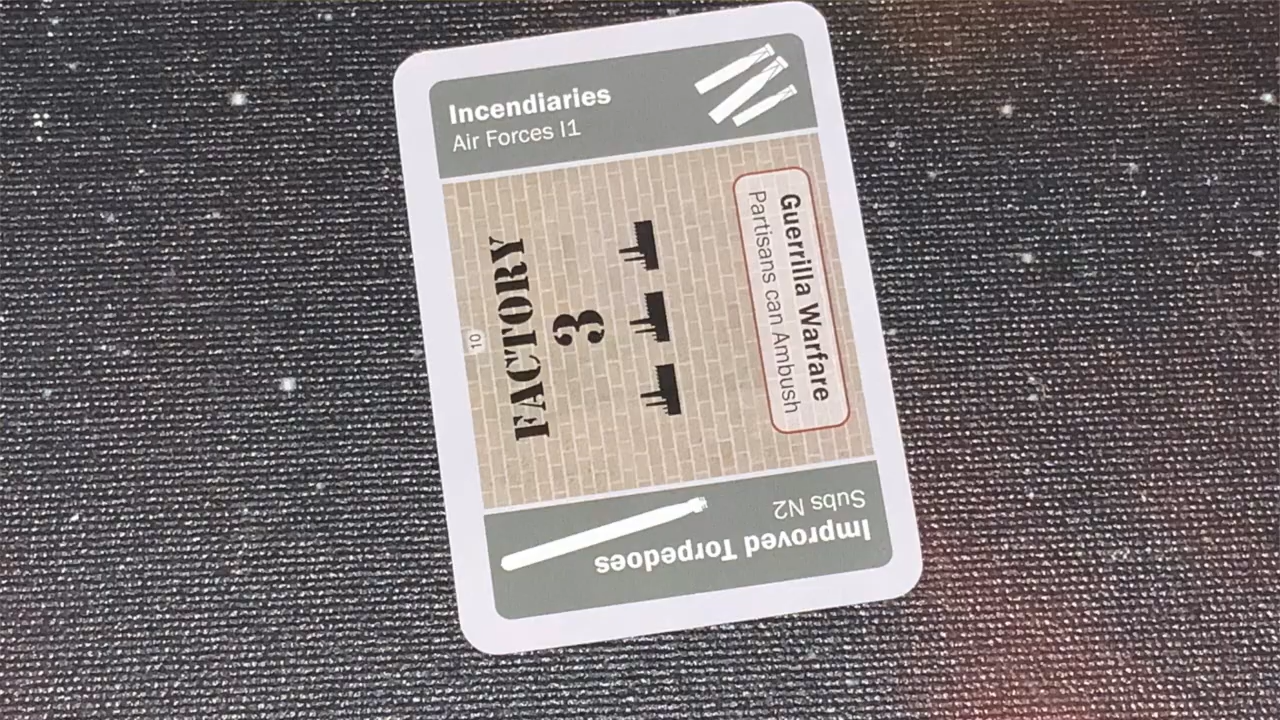 Incendiaries
Air Forces I1
10
FACTORY
3
Guerrilla Warfare
Partisans can Ambush
Improved Torpedoes
Subs N2